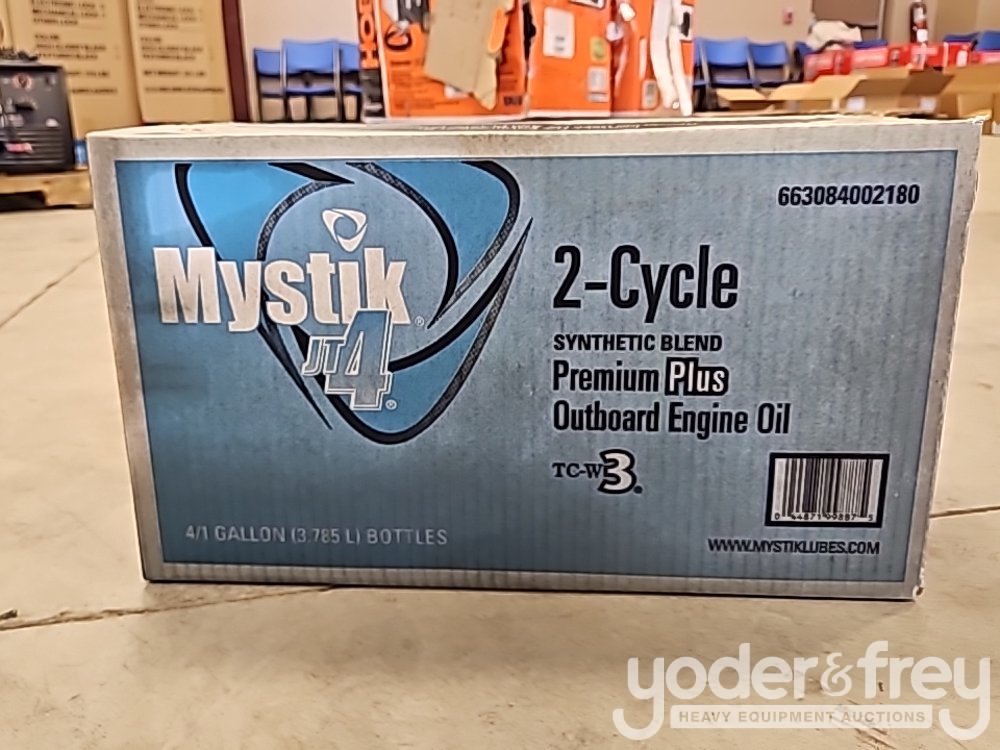 663084002180
Mystik®
JT4®
2-Cycle
SYNTHETIC BLEND
Premium Plus
Outboard Engine Oil
TC-W3®
4/1 GALLON (3.785 L) BOTTLES
WWW.MYSTIKLUBES.COM
yoder&frey
HEAVY EQUIPMENT AUCTIONS